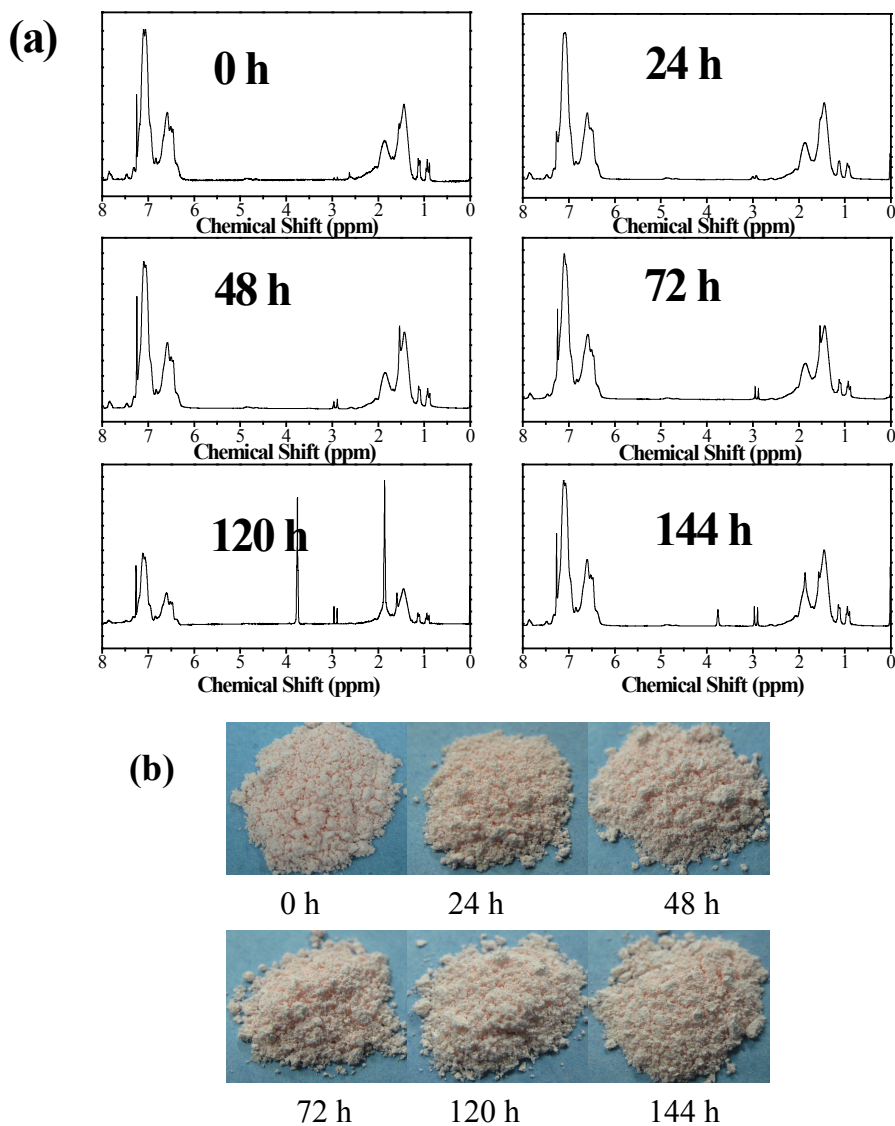 (a)
0 h
8 7 6 5 4 3 2 1 0
Chemical Shift (ppm)
24 h
8 7 6 5 4 3 2 1 0
Chemical Shift (ppm)
48 h
8 7 6 5 4 3 2 1 0
Chemical Shift (ppm)
72 h
8 7 6 5 4 3 2 1 0
Chemical Shift (ppm)
120 h
8 7 6 5 4 3 2 1 0
Chemical Shift (ppm)
144 h
8 7 6 5 4 3 2 1 0
Chemical Shift (ppm)
(b)
0 h 24 h 48 h
72 h 120 h 144 h